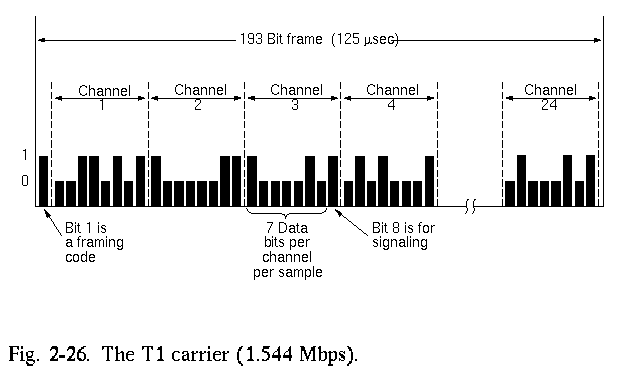 193 Bit frame (125 µsec)
Channel 1
Channel 2
Channel 3
Channel 4
Channel 24
1
0
Bit 1 is
a framing
code
7 Data
bits per
channel
per sample
Bit 8 is for
signaling
Fig. 2-26. The T1 carrier (1.544 Mbps).